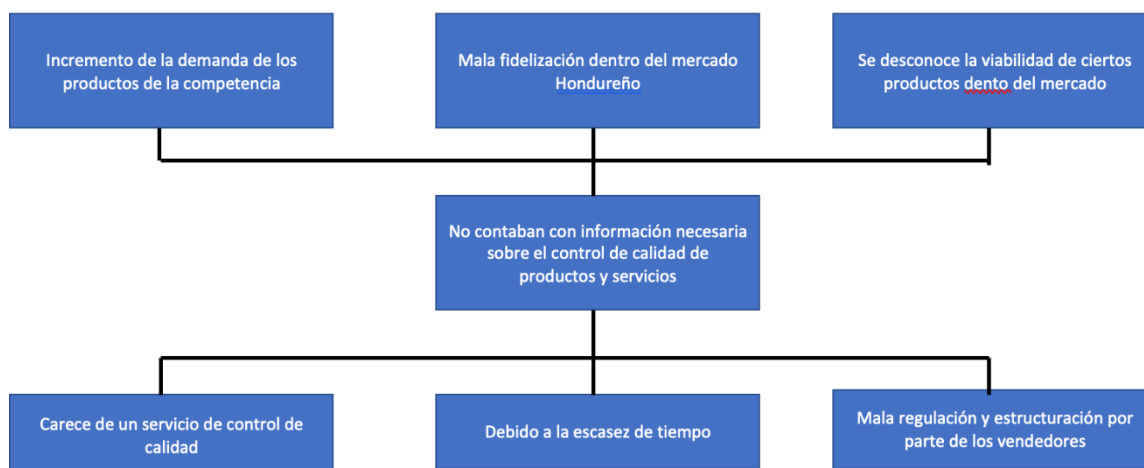 Incremento de la demanda de los
productos de la competencia
Mala fidelización dentro del mercado
Hondureño
Se desconoce la viabilidad de ciertos
productos dento del mercado
No contaban con información necesaria
sobre el control de calidad de
productos y servicios
Carece de un servicio de control de
calidad
Debido a la escasez de tiempo
Mala regulación y estructuración por
parte de los vendedores